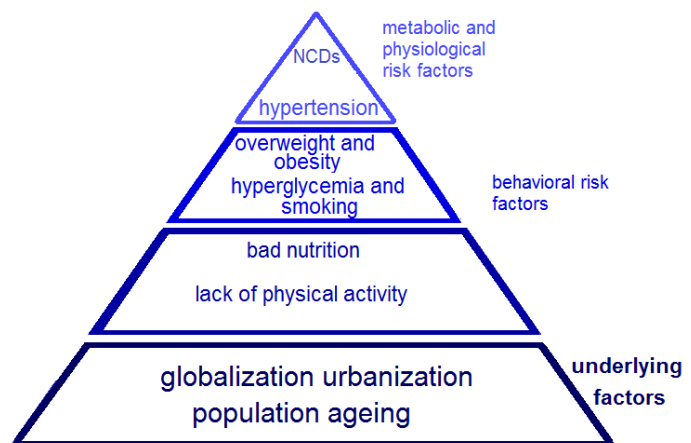 NCDs
hypertension
metabolic and
physiological
risk factors
overweight and
obesity
hyperglycemia and
smoking
behavioral risk
factors
bad nutrition
lack of physical activity
globalization urbanization
population ageing
underlying
factors